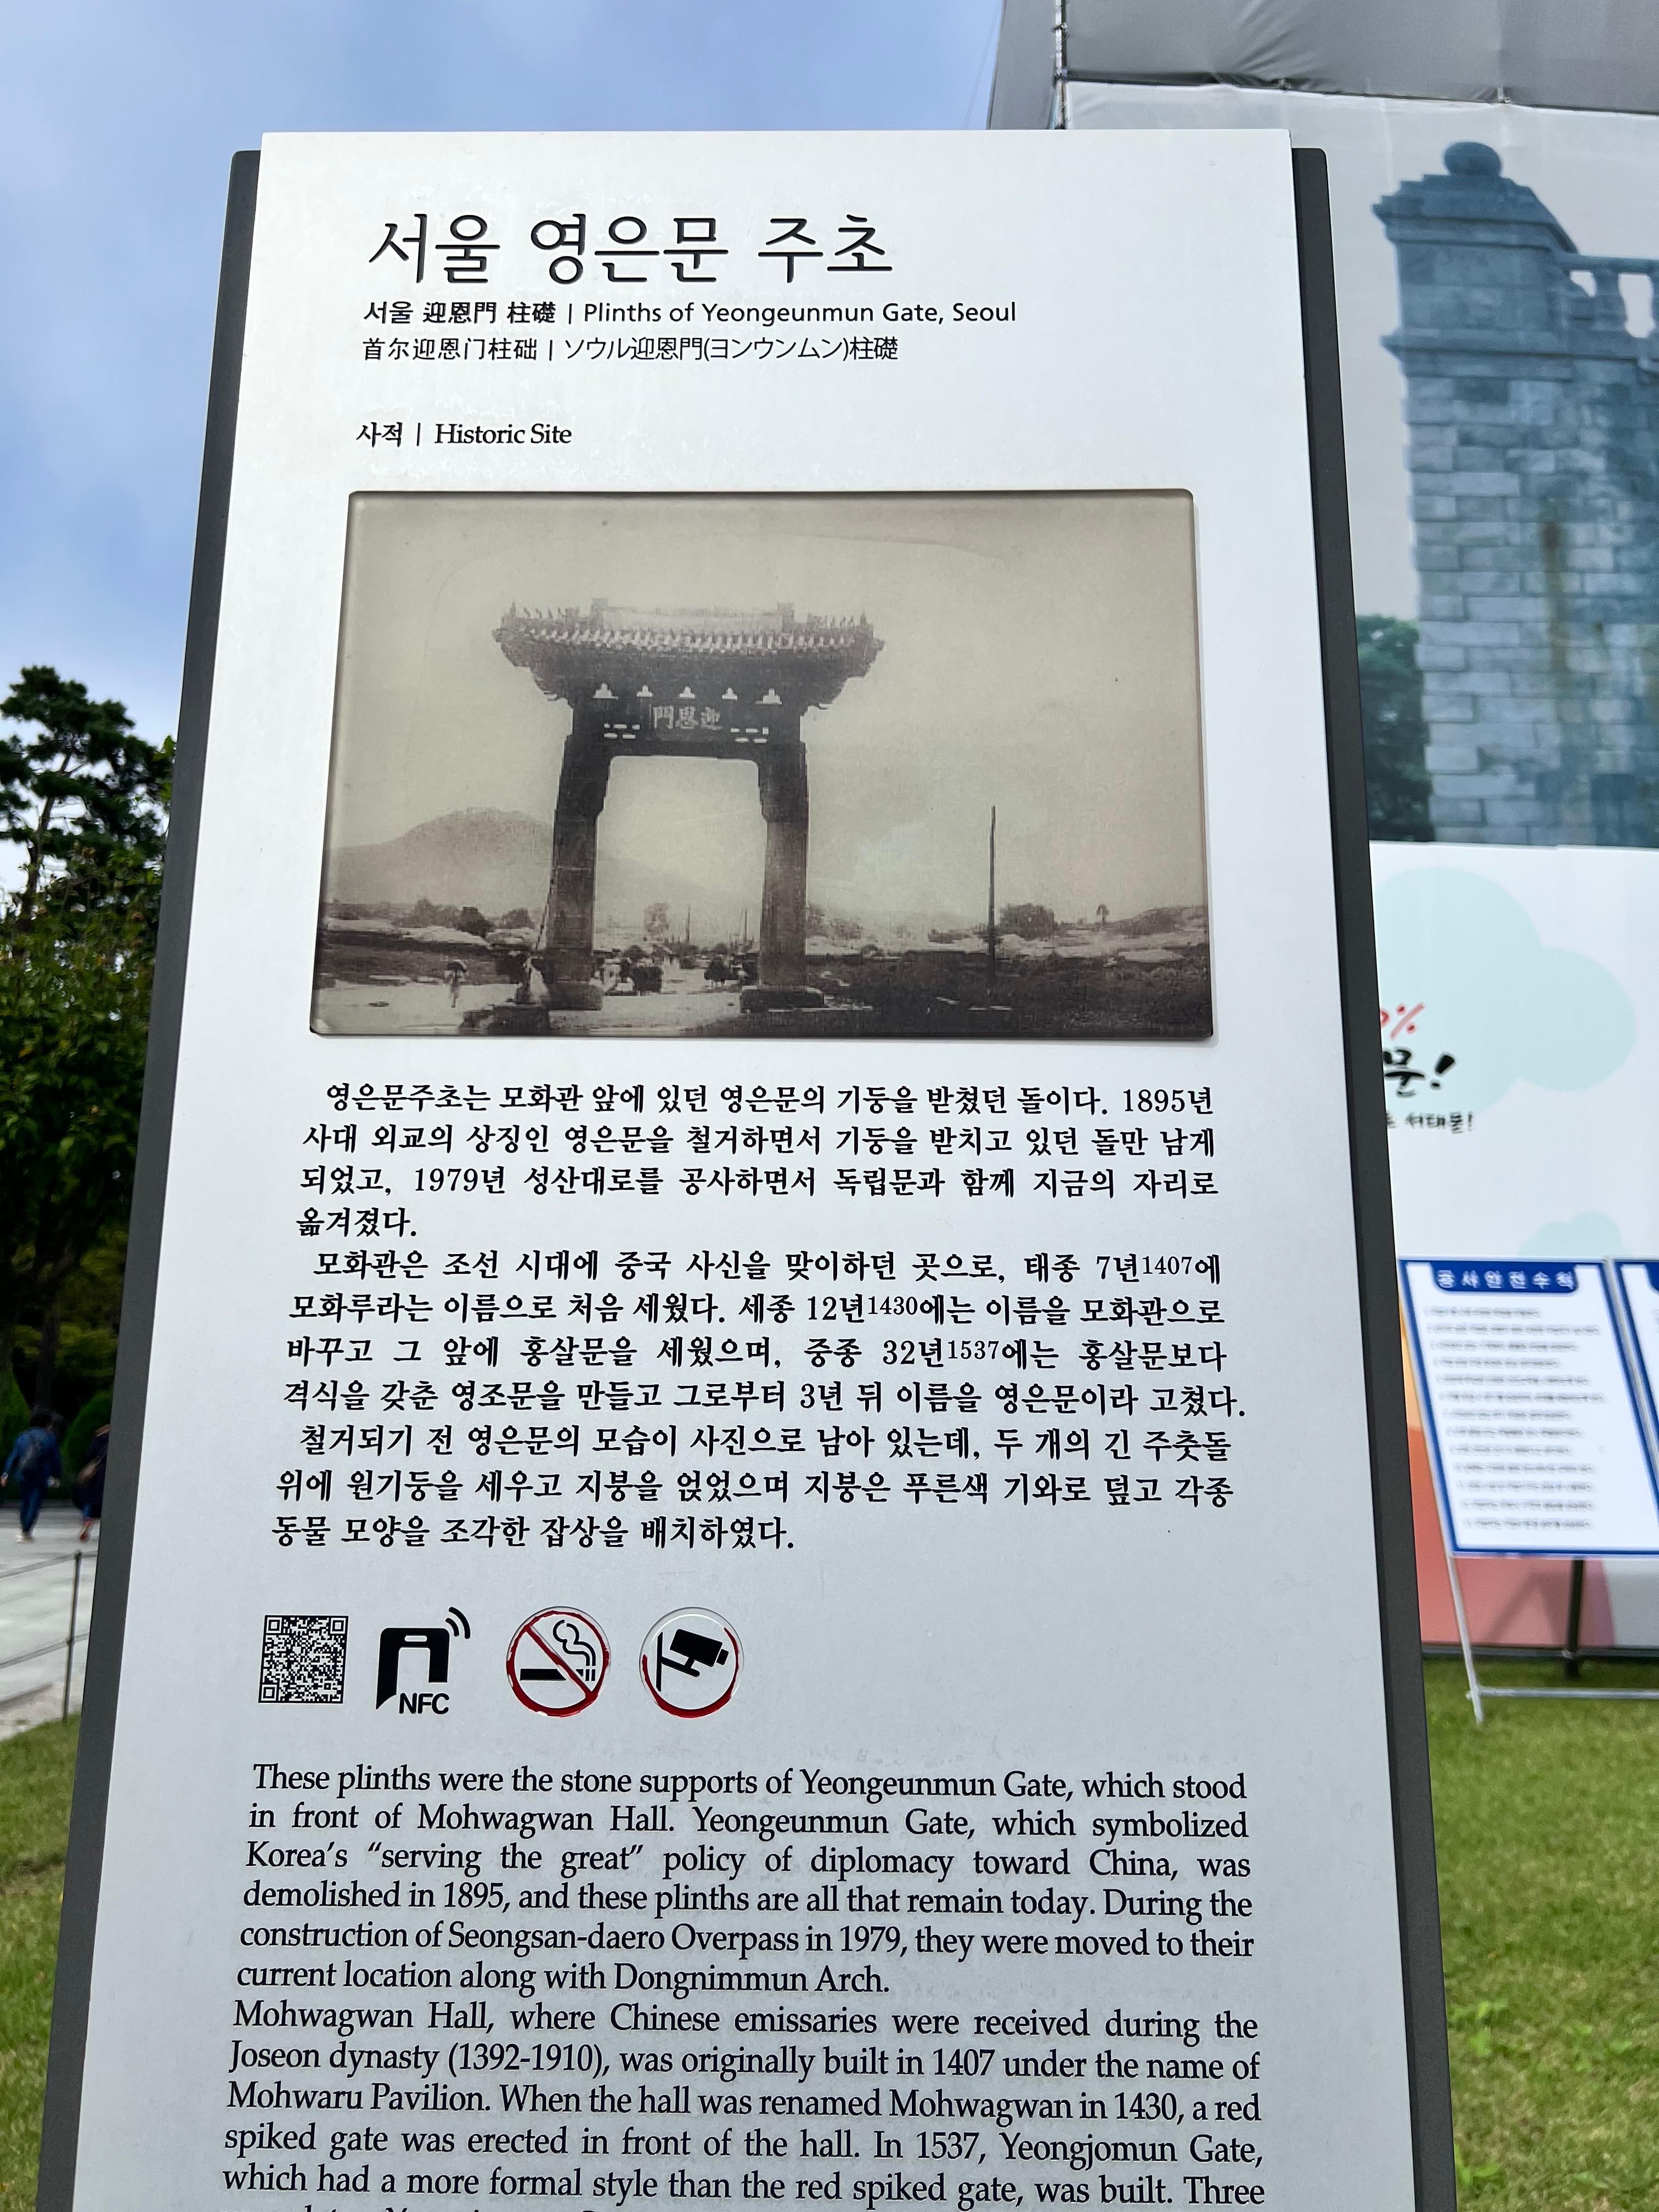 서울 영은문 주초
서울 迎恩門 柱礎 | Plinths of Yeongeunmun Gate, Seoul
首尔迎恩门柱础 | ソウル迎恩門(ヨンウンムン)柱礎
사적 | Historic Site
門恩迎
영은문주초는 모화관 앞에 있던 영은문의 기둥을 받쳤던 돌이다. 1895년
사대 외교의 상징인 영은문을 철거하면서 기둥을 받치고 있던 돌만 남게
되었고, 1979년 성산대로를 공사하면서 독립문과 함께 지금의 자리로
옮겨졌다.
모화관은 조선 시대에 중국 사신을 맞이하던 곳으로, 태종 7년1407에
모화루라는 이름으로 처음 세웠다. 세종 12년1430에는 이름을 모화관으로
바꾸고 그 앞에 홍살문을 세웠으며, 중종 32년1537에는 홍살문보다
격식을 갖춘 영조문을 만들고 그로부터 3년 뒤 이름을 영은문이라 고쳤다.
철거되기 전 영은문의 모습이 사진으로 남아 있는데, 두 개의 긴 주춧돌
위에 원기둥을 세우고 지붕을 얹었으며 지붕은 푸른색 기와로 덮고 각종
동물 모양을 조각한 잡상을 배치하였다.
NFC
These plinths were the stone supports of Yeongeunmun Gate, which stood
in front of Mohwagwan Hall. Yeongeunmun Gate, which symbolized
Korea's “serving the great” policy of diplomacy toward China, was
demolished in 1895, and these plinths are all that remain today. During the
construction of Seongsan-daero Overpass in 1979, they were moved to their
current location along with Dongnimmun Arch.
Mohwagwan Hall, where Chinese emissaries were received during the
Joseon dynasty (1392-1910), was originally built in 1407 under the name of
Mohwaru Pavilion. When the hall was renamed Mohwagwan in 1430, a red
spiked gate was erected in front of the hall. In 1537, Yeongjomun Gate,
which had a more formal style than the red spiked gate, was built. Three
%
문!
서대문!
공사안전수칙